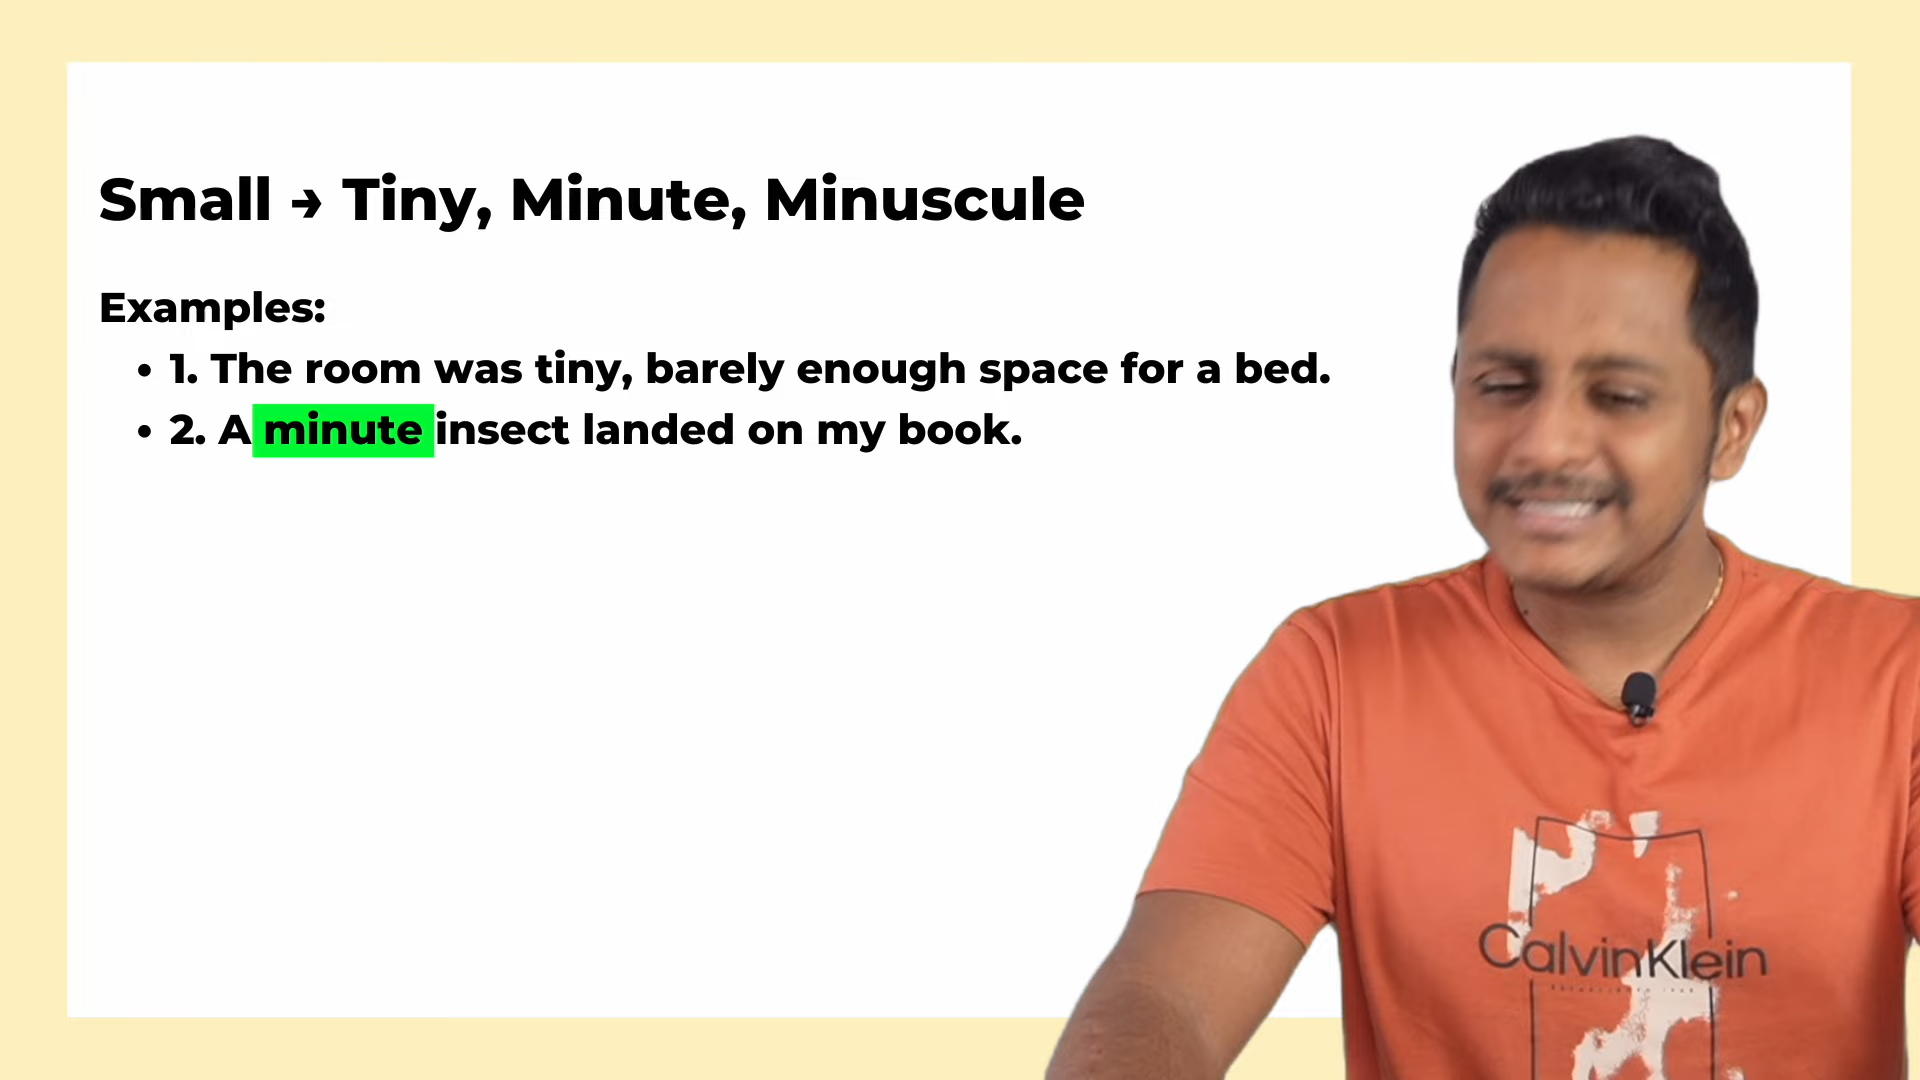 Small → Tiny, Minute, Minuscule
Examples:
• 1. The room was tiny, barely enough space for a bed.
• 2. A minute insect landed on my book.
CalvinKlein